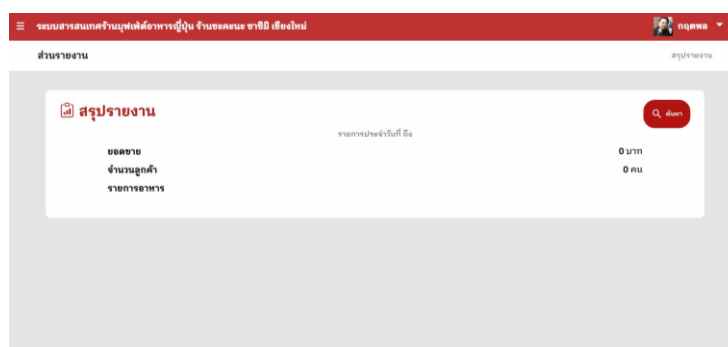 ระบบสารสนเทศร้านบุฟเฟ่ต์อาหารญี่ปุ่น ร้านซะคะนะ ซาชิมิ เชียงใหม่
กฤตพล
ส่วนรายงาน
สรุปรายงาน
สรุปรายงาน
ค้นหา
รายการประจำวันที่ ถึง
ยอดขาย 0 บาท
จำนวนลูกค้า 0 คน
รายการอาหาร